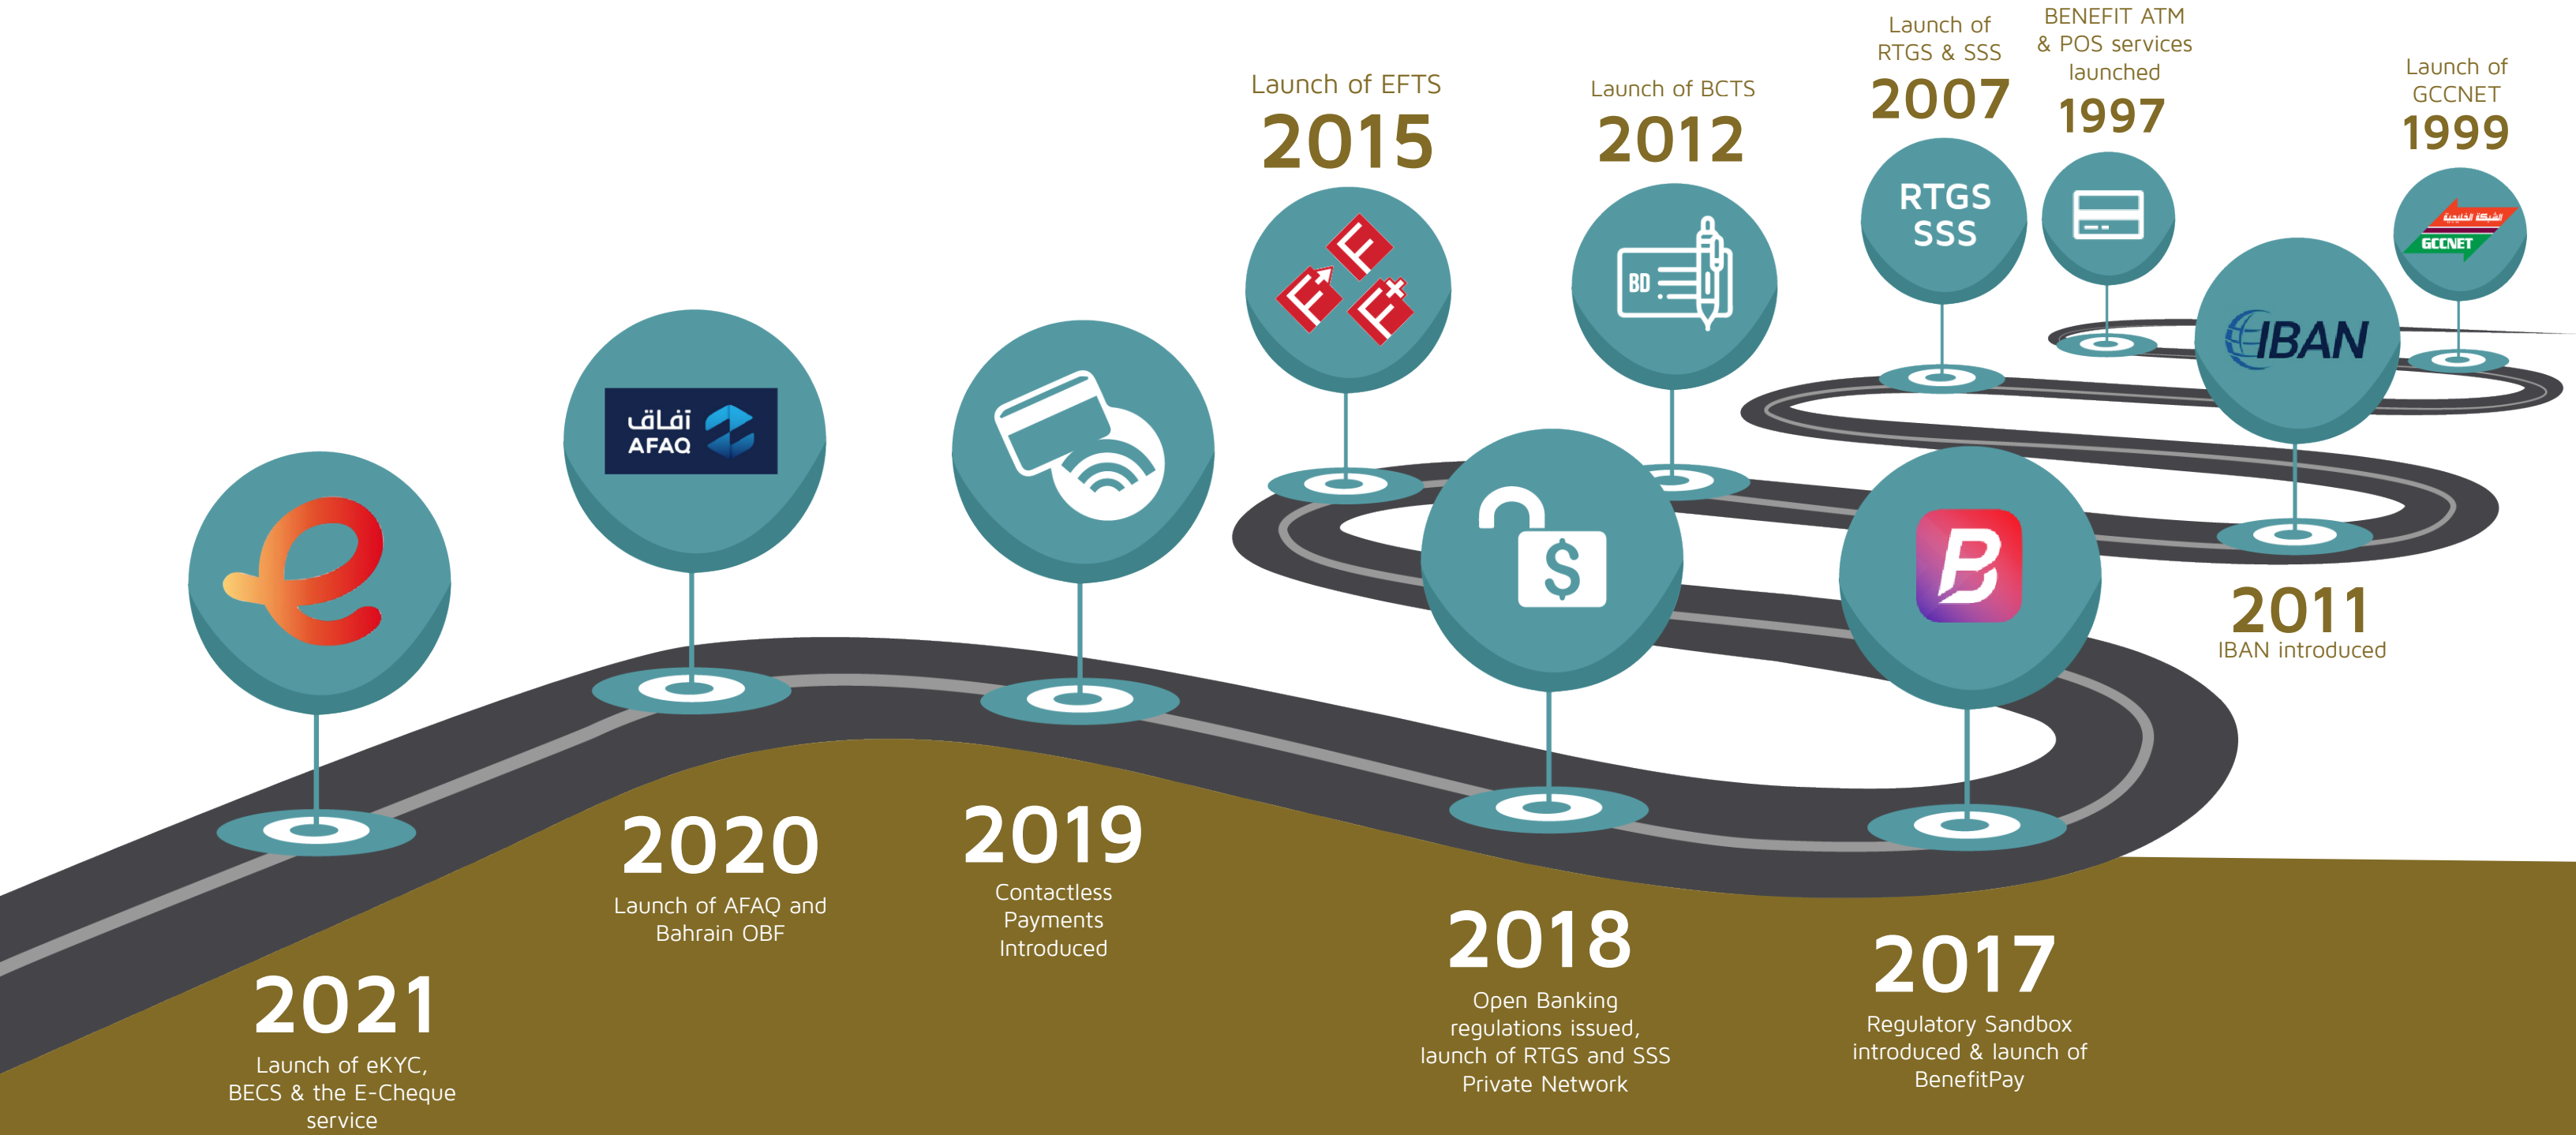 Launch of
RTGS & SSS
2007
BENEFIT ATM
& POS services
launched
1997
Launch of
GCCNET
1999
Launch of EFTS
2015
Launch of BCTS
2012
RTGS
SSS
الشبكة الخليجية
GCCNET
E
E
E
BD
IBAN
آفاق
AFAQ
e
$
B
2011
IBAN introduced
2020
Launch of AFAQ and
Bahrain OBF
2019
Contactless
Payments
Introduced
2018
Open Banking
regulations issued,
launch of RTGS and SSS
Private Network
2017
Regulatory Sandbox
introduced & launch of
BenefitPay
2021
Launch of eKYC,
BECS & the E-Cheque
service